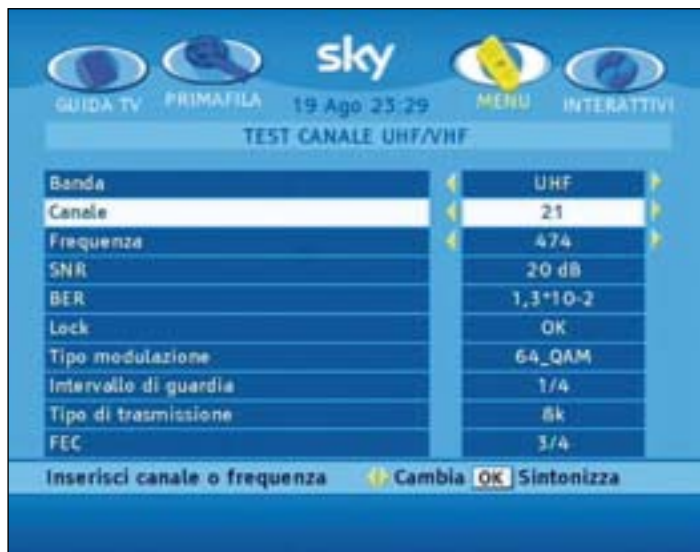 sky
GUIDA TV PRIMAFILA 19 Ago 23:29 MENU INTERATTIVI
TEST CANALE UHF/VHF
Banda UHF
Canale 21
Frequenza 474
SNR 20 dB
BER 1,3*10-2
Lock OK
Tipo modulazione 64_QAM
Intervallo di guardia 1/4
Tipo di trasmissione 8k
FEC 3/4
Inserisci canale o frequenza Cambia OK Sintonizza